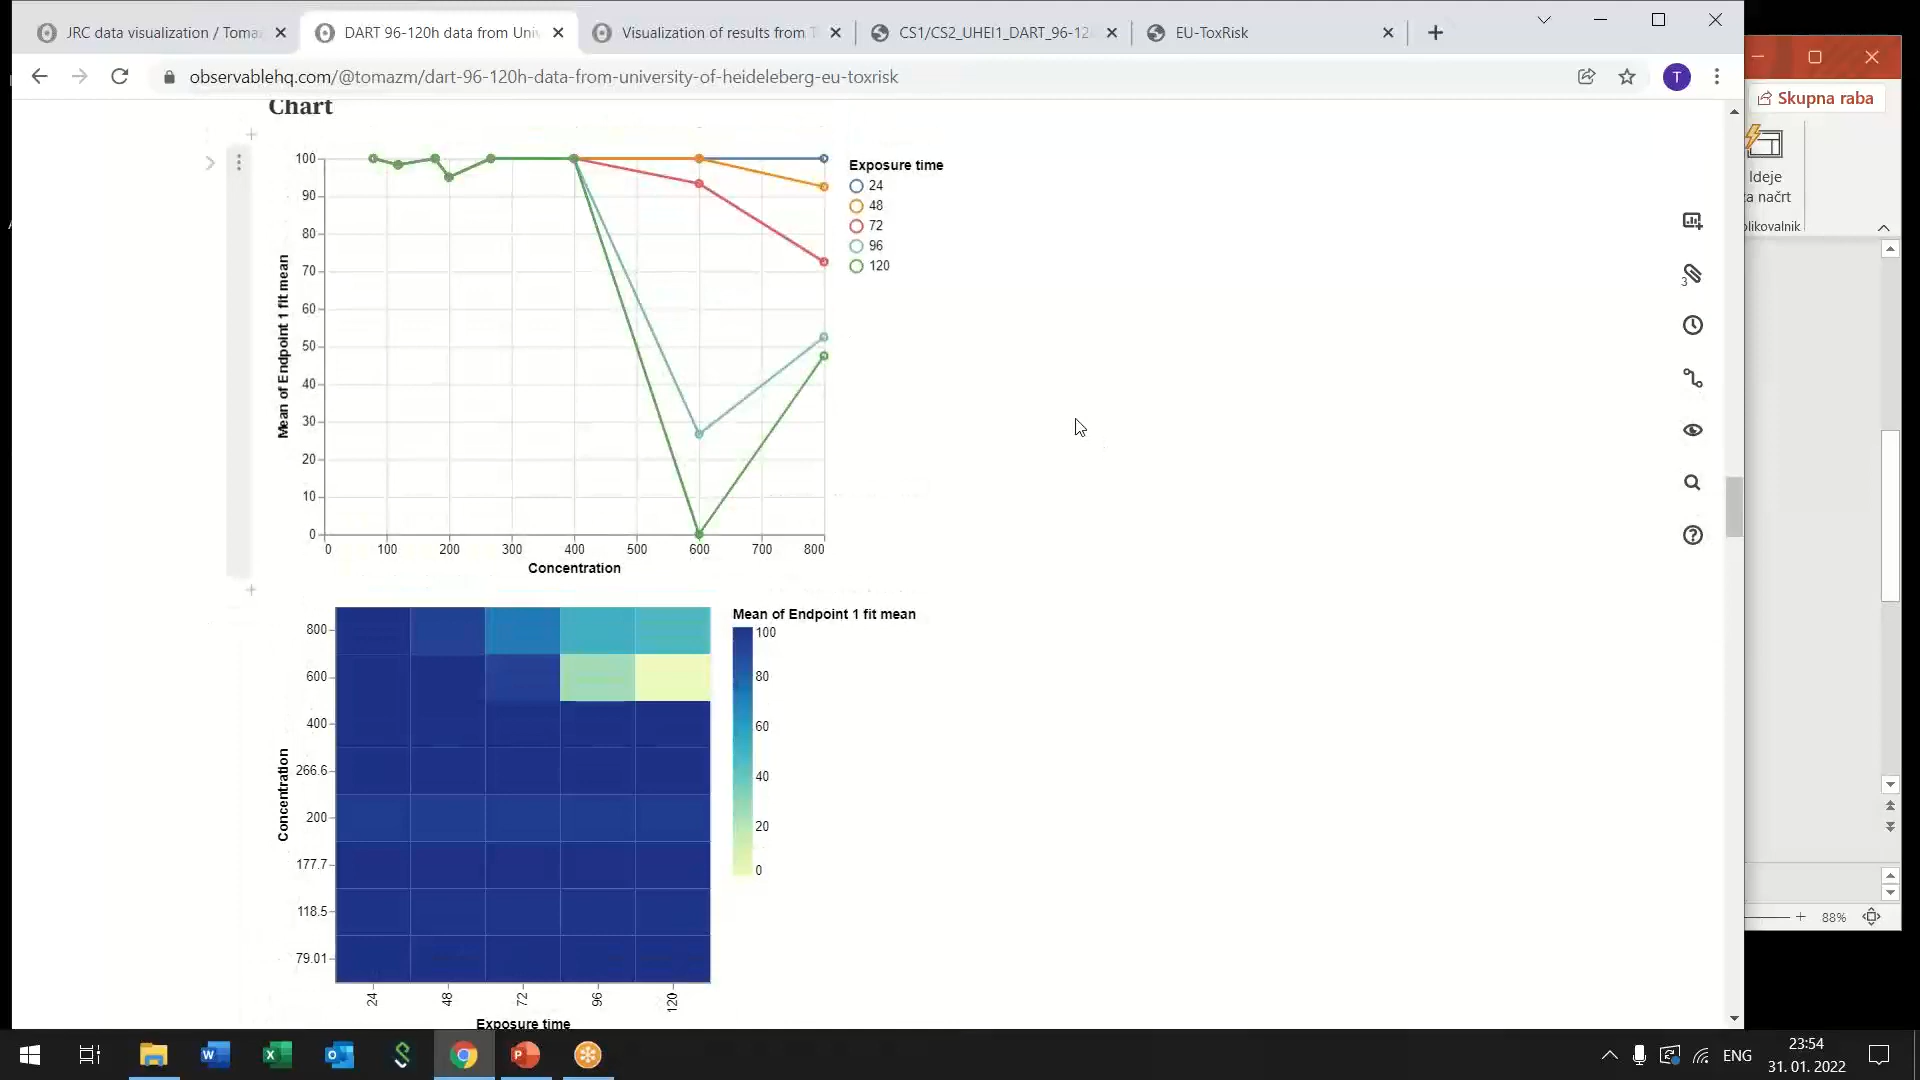 JRC data visualization / Toma
DART 96-120h data from Univ
Visualization of results from T
CS1/CS2_UHEI1_DART_96-12
EU-ToxRisk
observablehq.com/@tomazm/dart-96-120h-data-from-university-of-heideleberg-eu-toxrisk
T
Skupna raba
Ideje
za načrt
blikovalnik
Chart
100
90
80
70
60
50
40
30
20
10
0
Mean of Endpoint 1 fit mean
0 100 200 300 400 500 600 700 800
Concentration
Exposure time
24
48
72
96
120
3
800
600
400
266.6
200
177.7
118.5
79.01
Concentration
24 48 72 96 120
Exposure time
Mean of Endpoint 1 fit mean
100
80
60
40
20
0
88%
ENG
23:54
31. 01. 2022